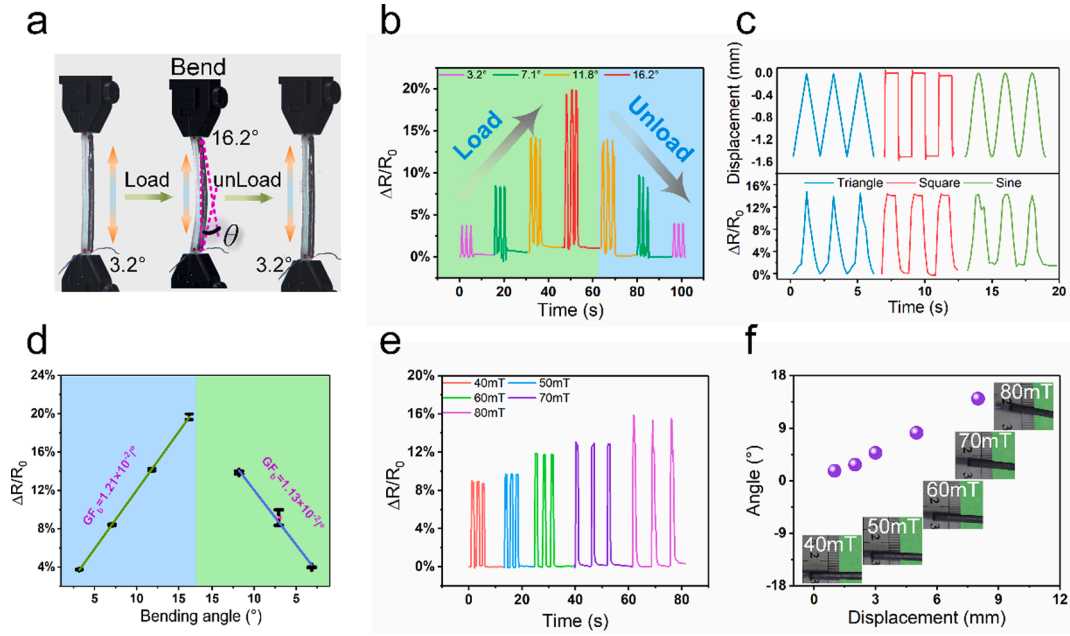 a
Bend
16.2°
Load
unLoad
θ
3.2°
3.2°
b
3.2° 7.1° 11.8° 16.2°
20%
15%
10%
5%
0%
ΔR/R0
Load
Unload
0 20 40 60 80 100
Time (s)
c
Displacement (mm)
0.0
-0.4
-0.8
-1.2
-1.6
Triangle Square Sine
ΔR/R0
16%
12%
8%
4%
0%
0 5 10 15 20
Time (s)
d
24%
20%
16%
12%
8%
4%
ΔR/R0
GFb=1.21×10-2/°
GFb=1.13×10-2/°
5 10 15 10 5
Bending angle (°)
e
20%
16%
12%
8%
4%
0%
ΔR/R0
40mT 50mT
60mT 70mT
80mT
0 20 40 60 80
Time (s)
f
18
9
0
-9
-18
Angle (°)
80mT
70mT
60mT
50mT
40mT
0 3 6 9 12
Displacement (mm)